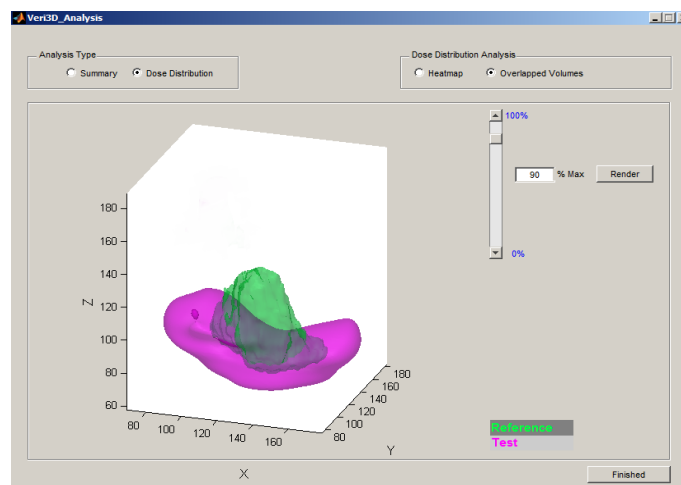 Veri3D_Analysis
Analysis Type
Summary
Dose Distribution
Dose Distribution Analysis
Heatmap
Overlapped Volumes
100%
90
% Max
Render
0%
180
160
140
120
100
80
60
Z
80
100
120
140
160
X
80
100
120
140
160
180
Y
Reference
Test
Finished